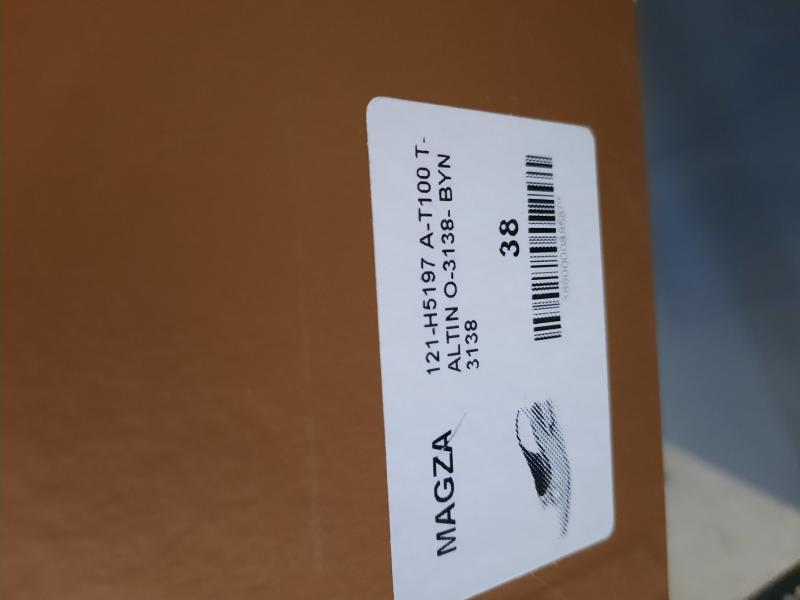 MAGZA
121-H5197 A-T100 T-
ALTIN O-3138- BYN
3138
38